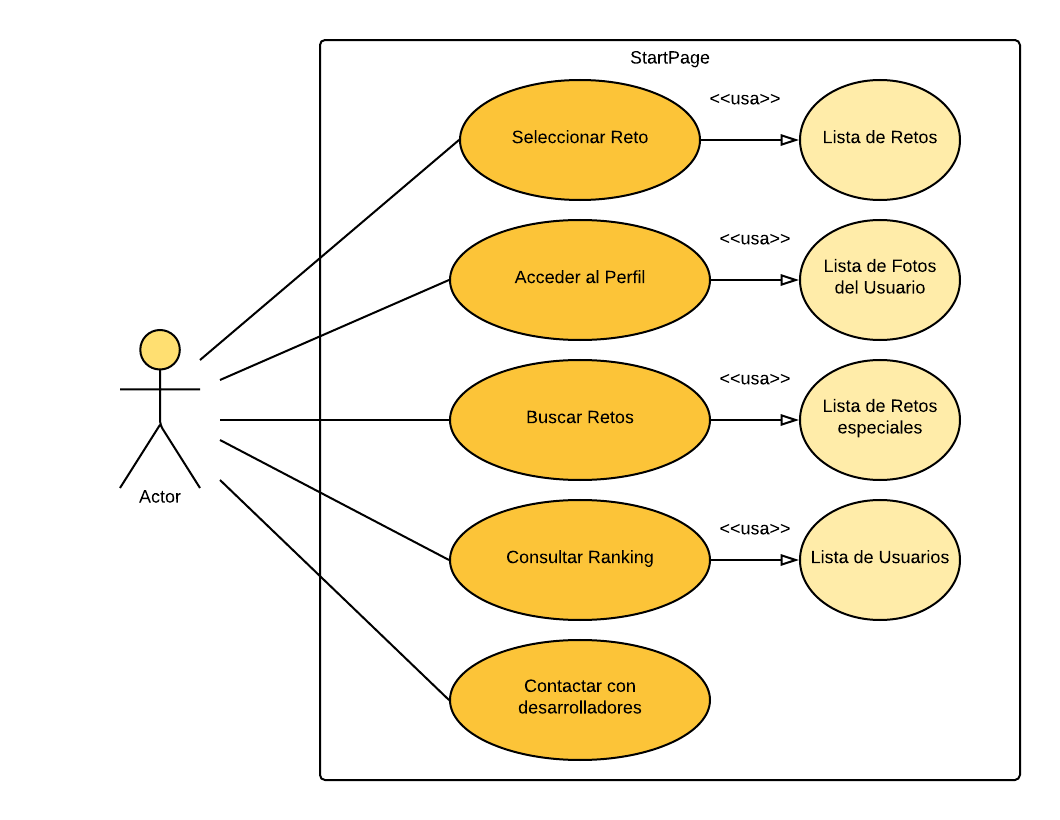 StartPage
<<usa>>
Seleccionar Reto
Lista de Retos
<<usa>>
Acceder al Perfil
Lista de Fotos
del Usuario
<<usa>>
Buscar Retos
Lista de Retos
especiales
Actor
<<usa>>
Consultar Ranking
Lista de Usuarios
Contactar con
desarrolladores